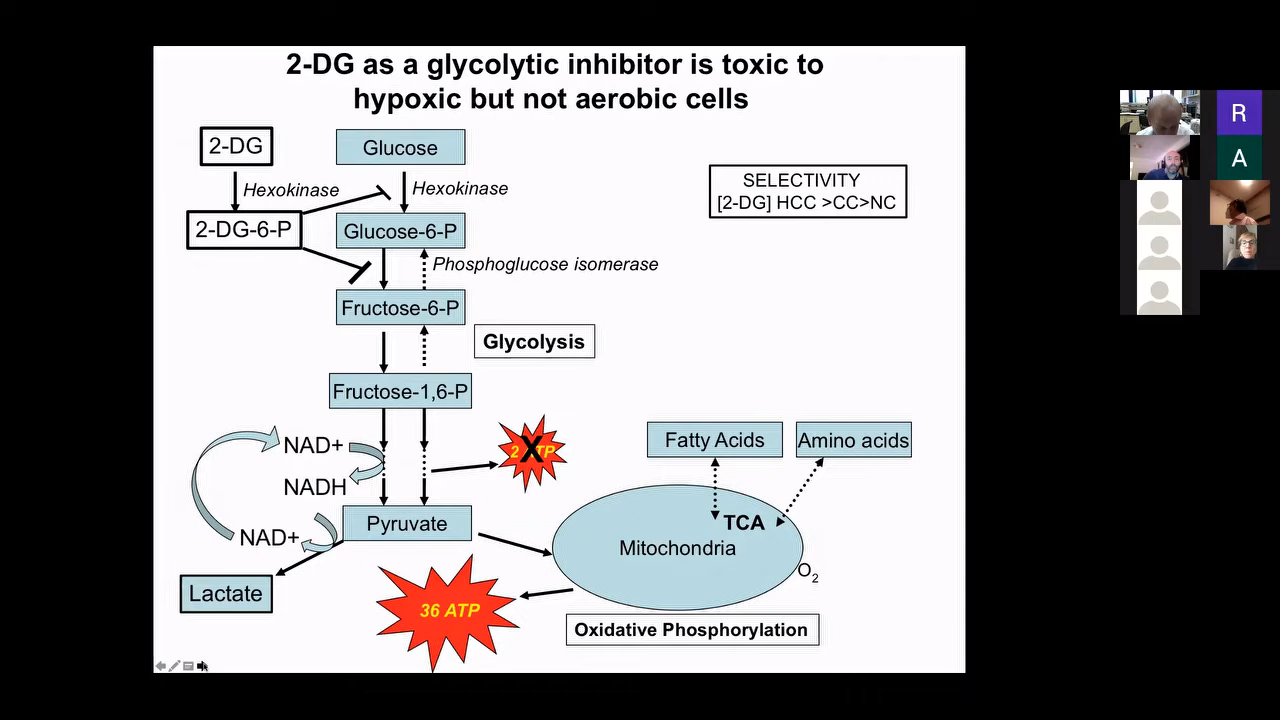 2-DG as a glycolytic inhibitor is toxic to
hypoxic but not aerobic cells
2-DG
Glucose
Hexokinase
Hexokinase
SELECTIVITY
[2-DG] HCC >CC>NC
2-DG-6-P
Glucose-6-P
Phosphoglucose isomerase
Fructose-6-P
Glycolysis
Fructose-1,6-P
NAD+
NADH
2 ATP
X
Fatty Acids
Amino acids
NAD+
Pyruvate
TCA
Mitochondria
O2
Lactate
36 ATP
Oxidative Phosphorylation
R
A